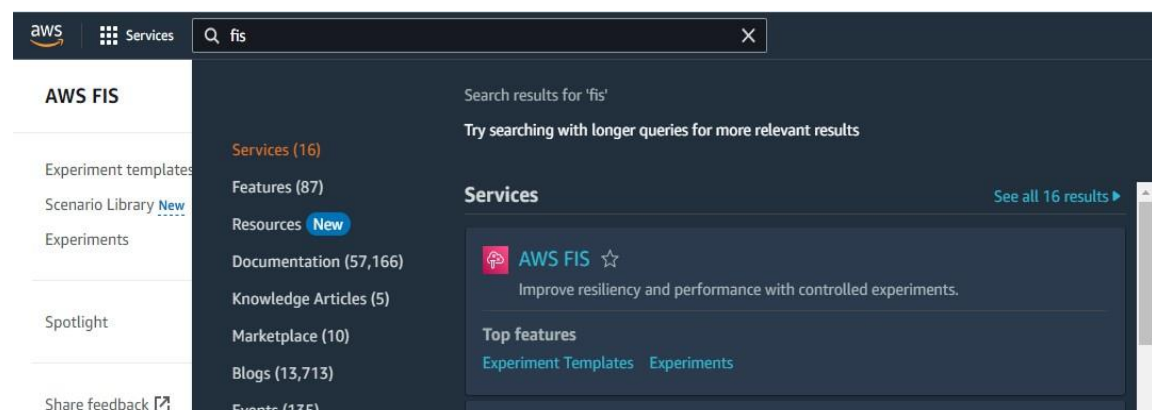 aws
Services
fis
AWS FIS
Experiment templates
Scenario Library New
Experiments
Spotlight
Share feedback
Services (16)
Features (87)
Resources New
Documentation (57,166)
Knowledge Articles (5)
Marketplace (10)
Blogs (13,713)
Events (135)
Search results for 'fis'
Try searching with longer queries for more relevant results
Services
See all 16 results
AWS FIS
Improve resiliency and performance with controlled experiments.
Top features
Experiment Templates Experiments